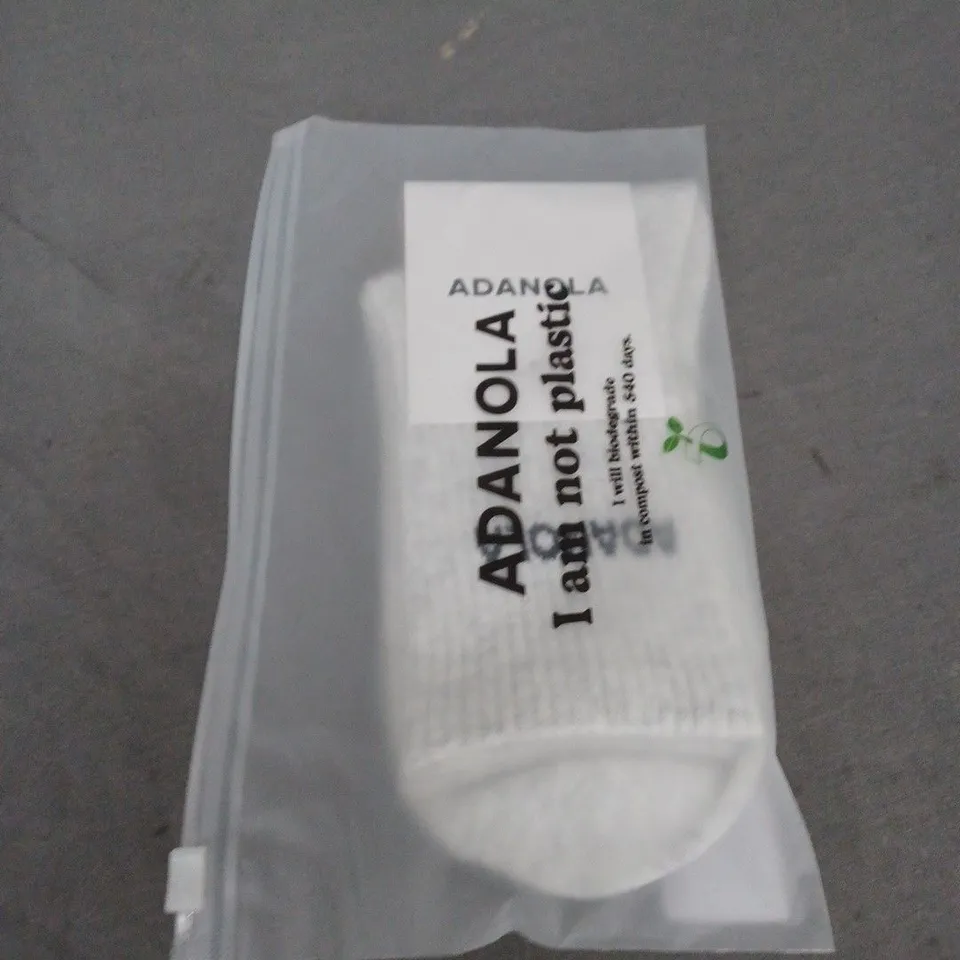 ADANOLA
ADANOLA
I am not plastic
I will biodegrade
in compost within 540 days.